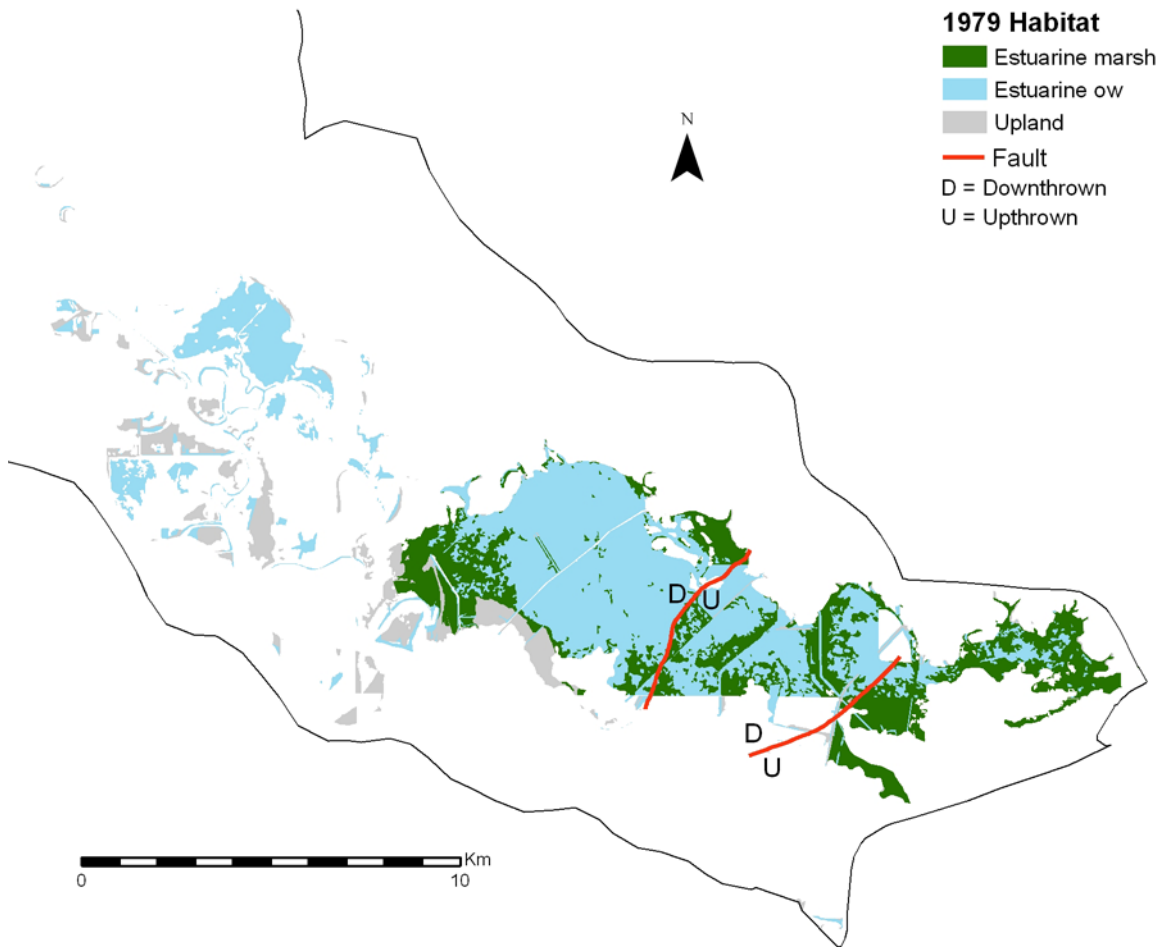 1979 Habitat
Estuarine marsh
Estuarine ow
Upland
Fault
D = Downthrown
U = Upthrown
N
D U
D
U
Km
0 10